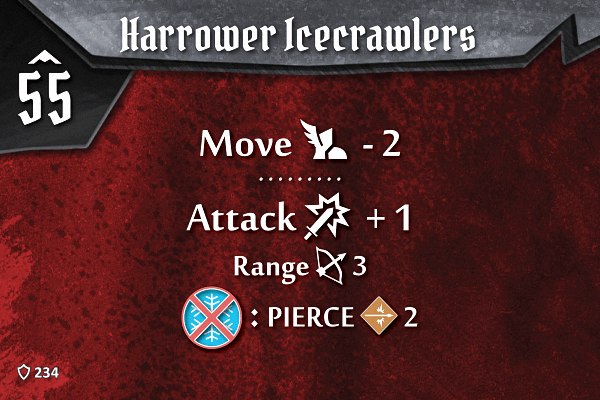 Harrower Icecrawlers
55
Move - 2
Attack + 1
Range 3
: PIERCE 2
234